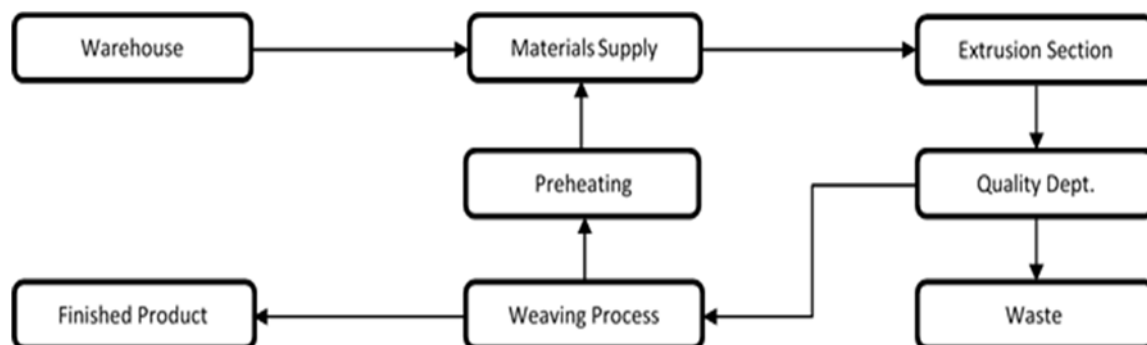 Warehouse
Materials Supply
Extrusion Section
Preheating
Quality Dept.
Finished Product
Weaving Process
Waste